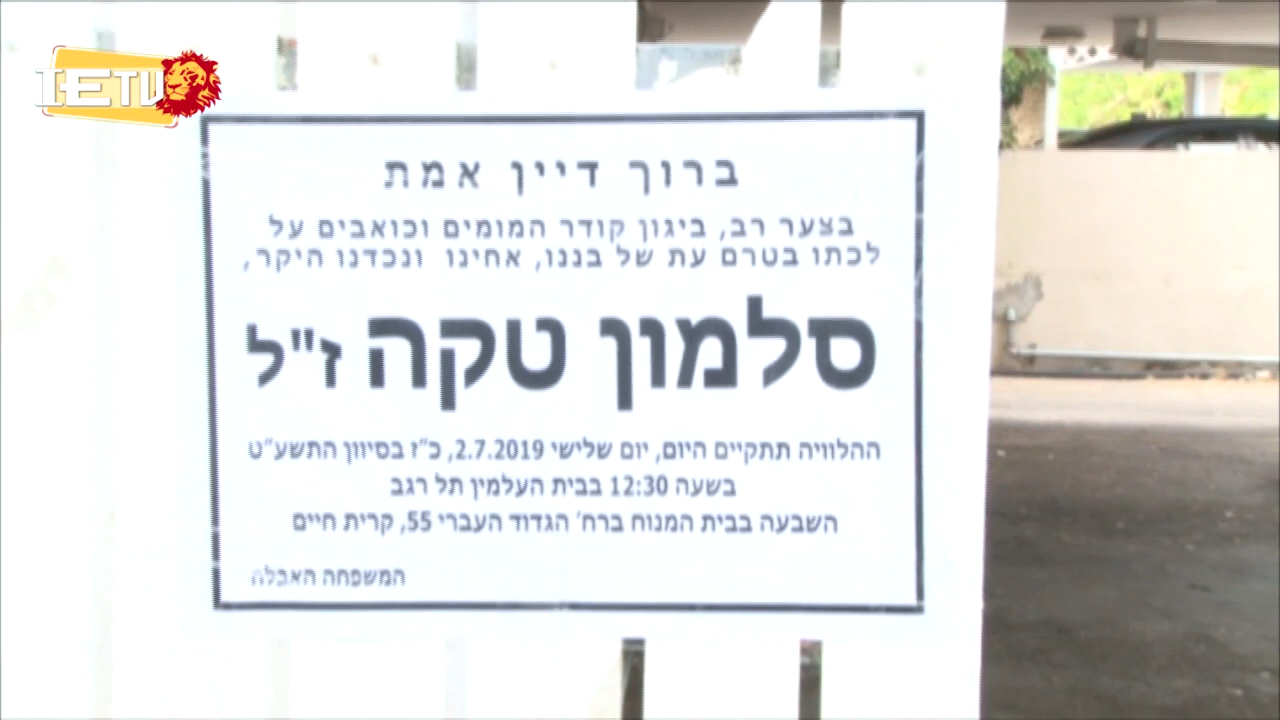 IETV
ברוך דיין אמת
בצער רב, ביגון קודר המומים וכואבים על
לכתו בטרם עת של בננו, אחינו ונכדנו היקר,
סלמון טקה ז"ל
ההלוויה תתקיים היום, יום שלישי 2.7.2019, כ"ז בסיוון התשע"ט
בשעה 12:30 בבית העלמין תל רגב
השבעה בבית המנוח ברח' הגדוד העברי 55, קרית חיים
המשפחה האבלה